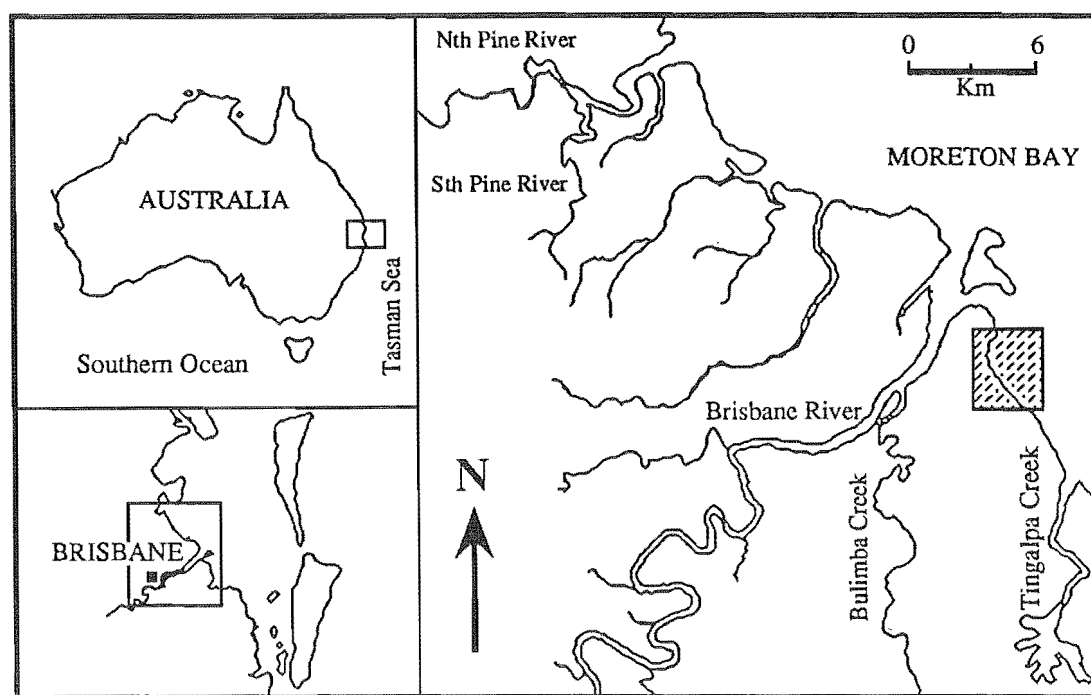 AUSTRALIA
Tasman Sea
Southern Ocean
BRISBANE
Nth Pine River
0 6
Km
MORETON BAY
Sth Pine River
Brisbane River
N
Bulimba Creek
Tingalpa Creek